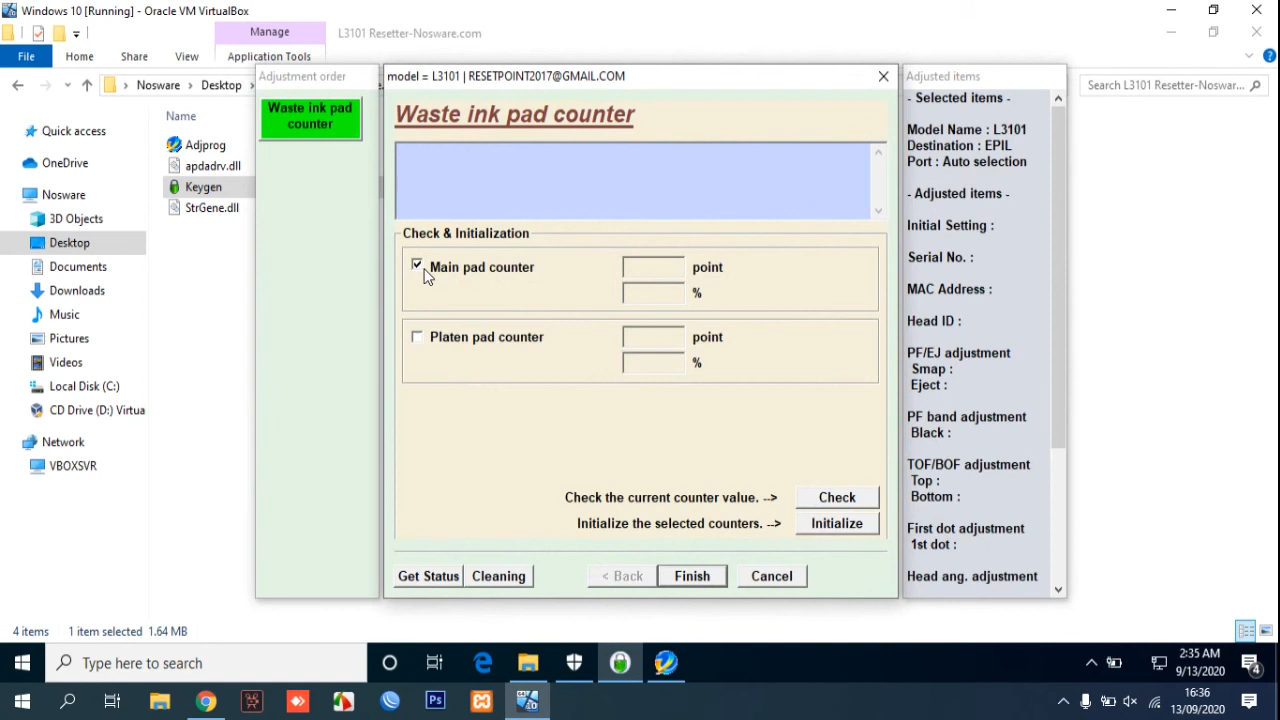 Windows 10 [Running] - Oracle VM VirtualBox
Manage
L3101 Resetter-Nosware.com
File
Home
Share
View
Application Tools
Nosware
Desktop
Search L3101 Resetter-Noswar...
Quick access
OneDrive
Nosware
3D Objects
Desktop
Documents
Downloads
Music
Pictures
Videos
Local Disk (C:)
CD Drive (D:) Virtua
Network
VBOXSVR
Name
Adjprog
apdadrv.dll
Keygen
StrGene.dll
Adjustment order
Waste ink pad
counter
model = L3101 | RESETPOINT2017@GMAIL.COM
Waste ink pad counter
Check & Initialization
Main pad counter
point
%
Platen pad counter
point
%
Check the current counter value. -->
Check
Initialize the selected counters. -->
Initialize
Get Status
Cleaning
< Back
Finish
Cancel
Adjusted items
- Selected items -
Model Name : L3101
Destination : EPIL
Port : Auto selection
- Adjusted items -
Initial Setting :
Serial No. :
MAC Address :
Head ID :
PF/EJ adjustment
Smap :
Eject :
PF band adjustment
Black :
TOF/BOF adjustment
Top :
Bottom :
First dot adjustment
1st dot :
Head ang. adjustment
4 items
1 item selected 1.64 MB
Type here to search
2:35 AM
9/13/2020
4
Ps
16:36
13/09/2020